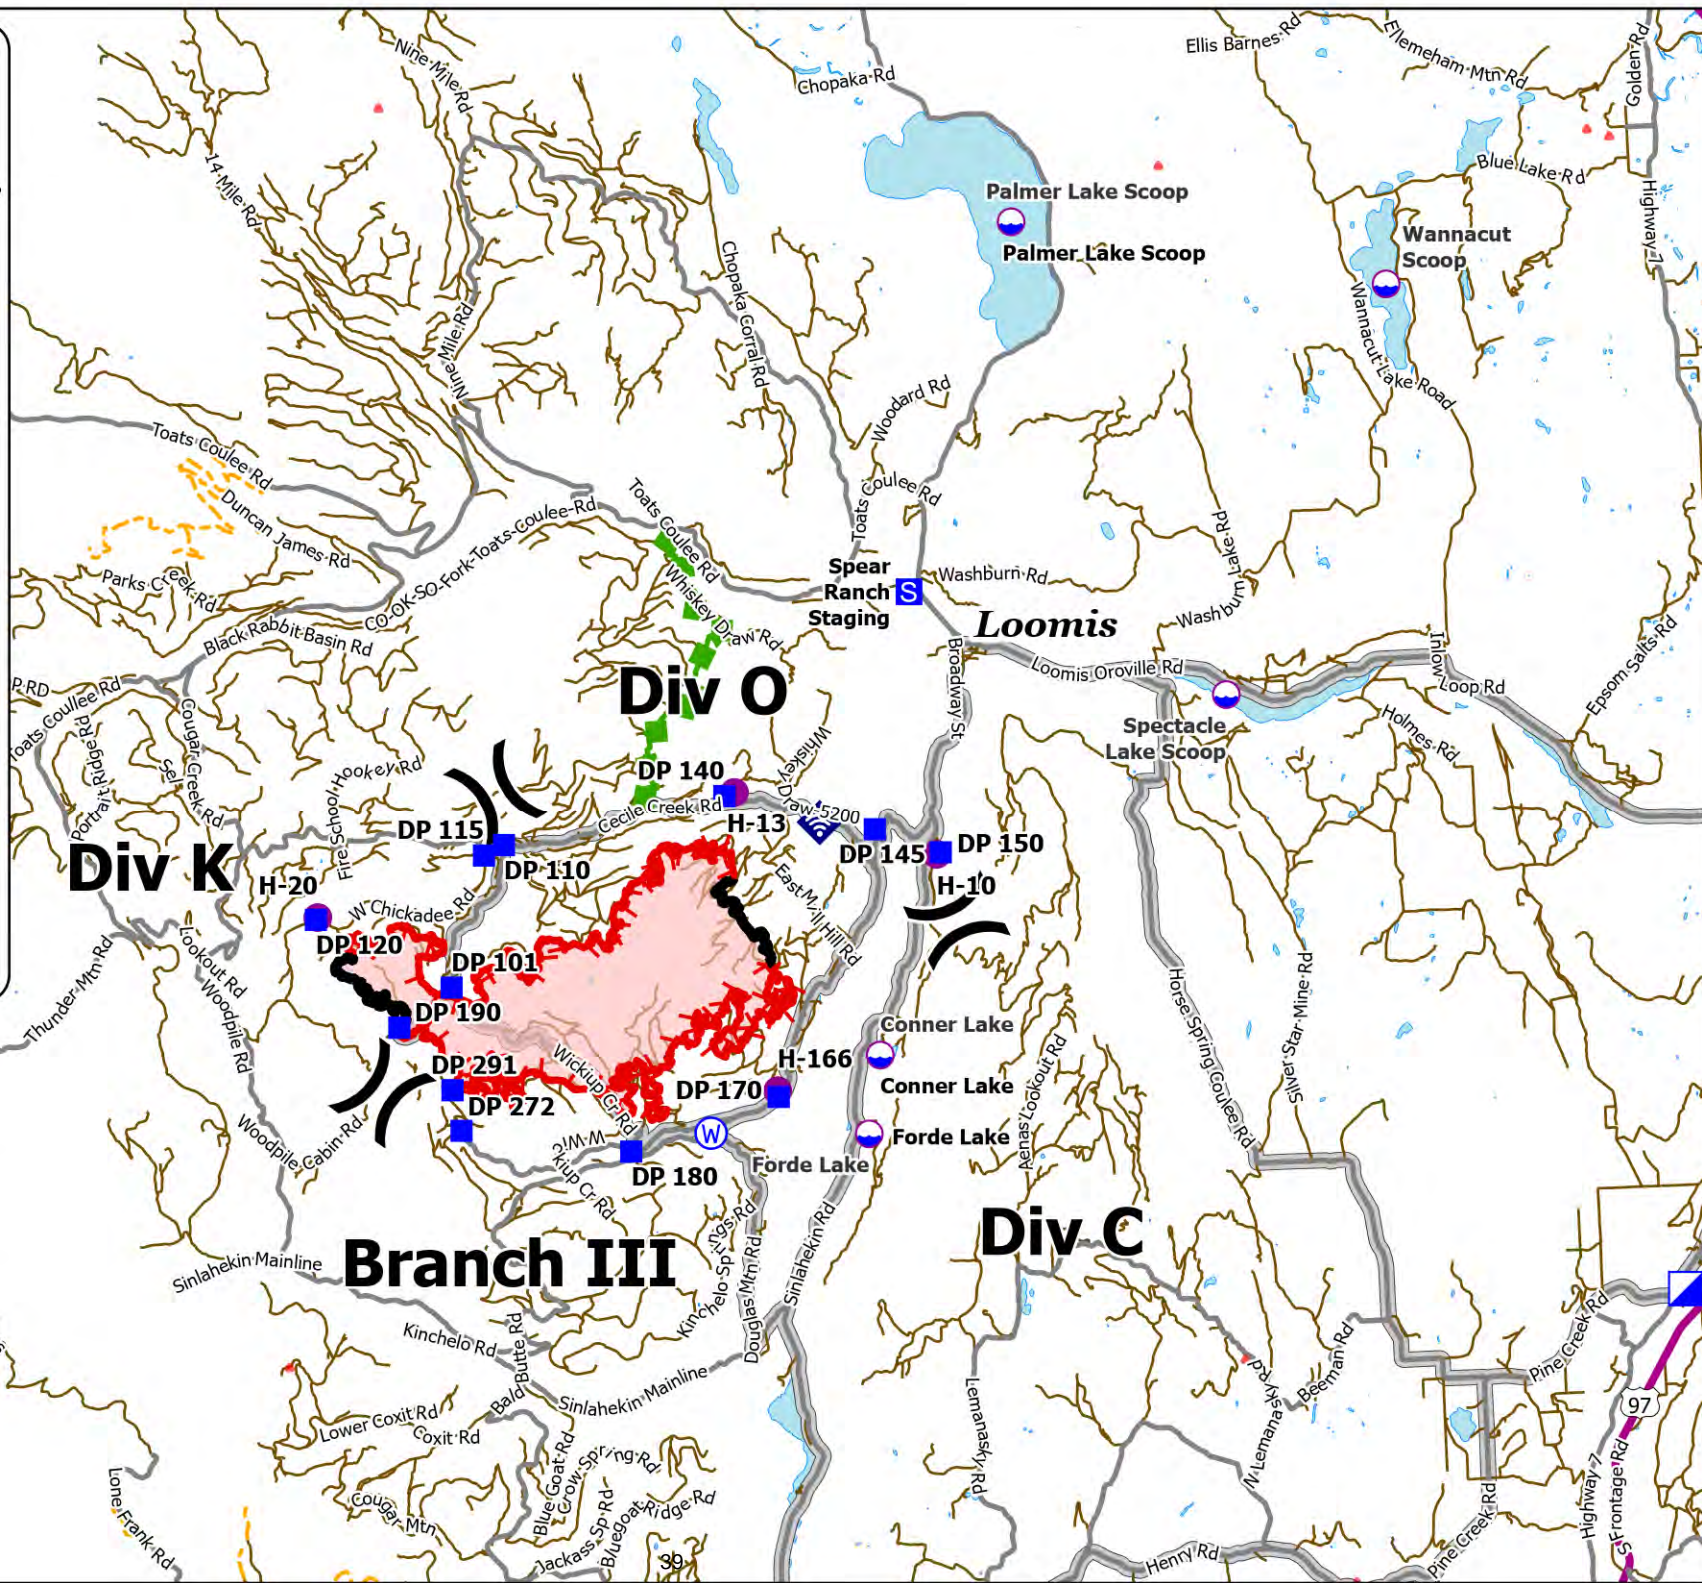 Nine Mile Rd
Chopaka Rd
Ellis Barnes Rd
Ellemeham Mtn Rd
Golden Rd
14 Mile Rd
Palmer Lake Scoop
Palmer Lake Scoop
Blue Lake Rd
Highway 7
Wannacut
Scoop
Chopaka Corral Rd
Nine Mile Rd
Wannacut Lake Road
Woodard Rd
Toats Coulee Rd
Toats Coulee Rd
Toats Coulee Rd
Duncan James Rd
CO-OK-SO-Fork-Toats-Coulee-Rd
Parks Creek Rd
Whiskey Draw Rd
Spear
Ranch
Staging
S
Washburn Rd
Washburn Lake Rd
Loomis
Black Rabbit Basin Rd
P RD
Toats Coullee Rd
Div O
Broadway St
Loomis Oroville Rd
Inlow
Loop Rd
Epsom Salts Rd
Holmes Rd
Spectacle
Lake Scoop
Portrait Ridge Rd
Cougar Creek Rd
Sell
Rd
Fire School Hookey Rd
DP 140
Cecile Creek Rd
Whiskey Draw 5200
H-13
DP 115
DP 110
DP 145
DP 150
H-10
Div K
H-20
W Chickadee Rd
East Mill Hill Rd
DP 120
DP 101
Lookout Rd
Thunder Mtn Rd
Woodpile Rd
DP 190
Conner Lake
Horse Spring Coulee Rd
Silver Star Mine Rd
Aenas Lookout Rd
DP 291
Wickiup Cr Rd
H-166
DP 170
Conner Lake
DP 272
Woodpile Cabin Rd
W Wic
kiup Cr Rd
W
Forde Lake
Forde Lake
DP 180
Div C
Branch III
Sinlahekin Mainline
Kinchelo Springs Rd
Douglas Mtn Rd
Sinlahekin Rd
Kinchelo Rd
Bald Butte Rd
Sinlahekin Mainline
Lemanasky Rd
N Lemanasky Rd
Beeman Rd
Pine Creek Rd
97
Lower Coxit Rd
Coxit Rd
Blue Goat Rd
Crow Spring Rd
Lone Frank Rd
Cougar Mtn
Jackass Sp Rd
Bluegoat Ridge Rd
39
Henry Rd
Pine Creek Rd
Highway 7
S Frontage Rd